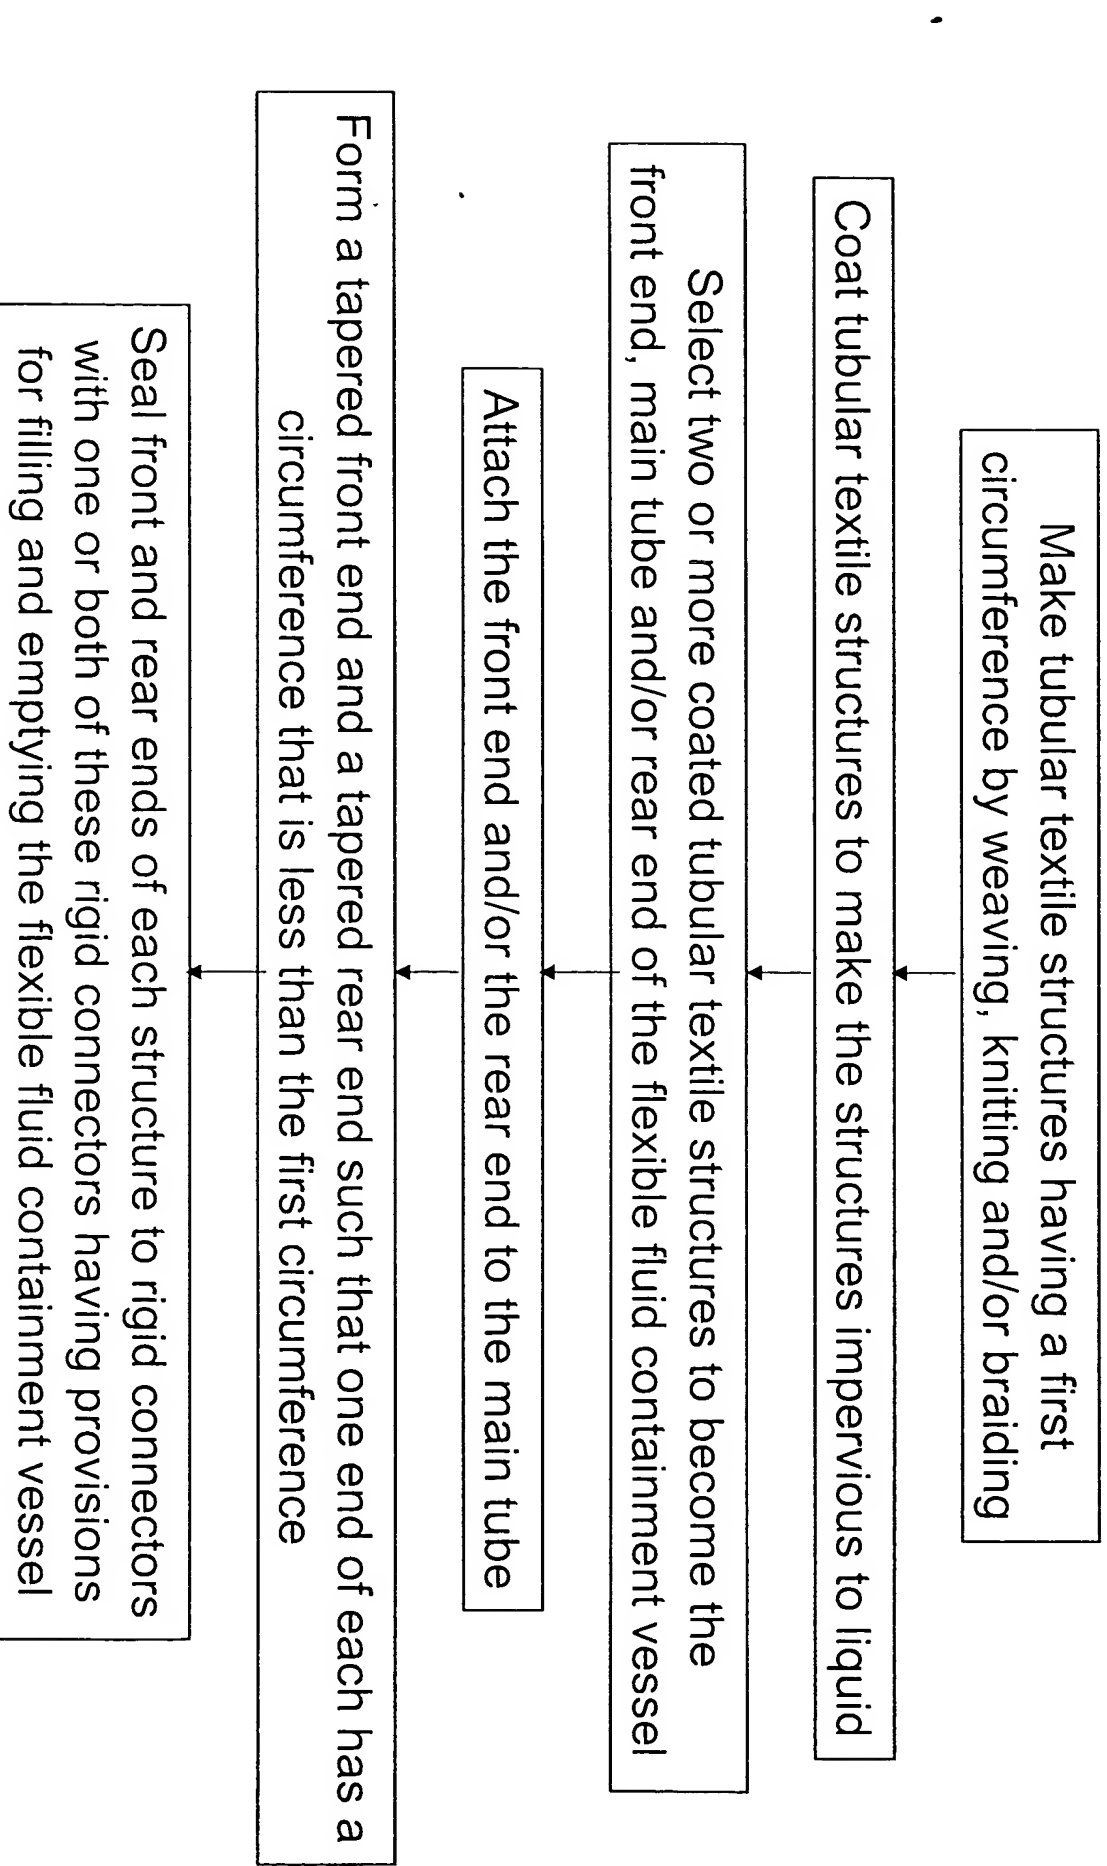 Make tubular textile structures having a first
circumference by weaving, knitting and/or braiding
Coat tubular textile structures to make the structures impervious to liquid
Select two or more coated tubular textile structures to become the
front end, main tube and/or rear end of the flexible fluid containment vessel
Attach the front end and/or the rear end to the main tube
Form a tapered front end and a tapered rear end such that one end of each has a
circumference that is less than the first circumference
Seal front and rear ends of each structure to rigid connectors
with one or both of these rigid connectors having provisions
for filling and emptying the flexible fluid containment vessel